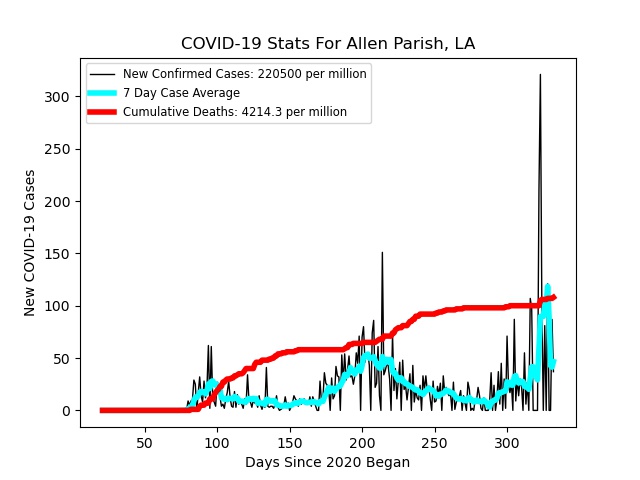 COVID-19 Stats For Allen Parish, LA
New Confirmed Cases: 220500 per million
7 Day Case Average
Cumulative Deaths: 4214.3 per million
New COVID-19 Cases
300
250
200
150
100
50
0
50 100 150 200 250 300
Days Since 2020 Began